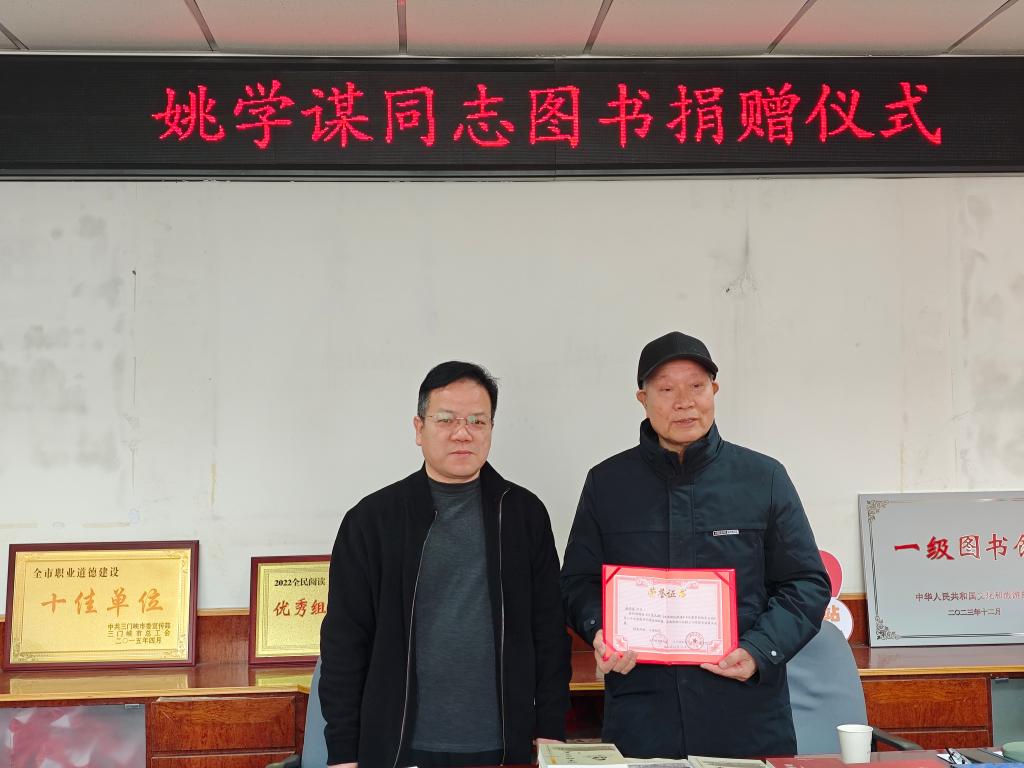 姚学谋同志图书捐赠仪式
全市职业道德建设
十佳单位
中共三门峡市委宣传部
三门峡市总工会
二〇一五年四月
2022全民阅读
优秀组
一级图书
中华人民共和国文化和旅游
二〇二三年十二月
站
荣誉证书